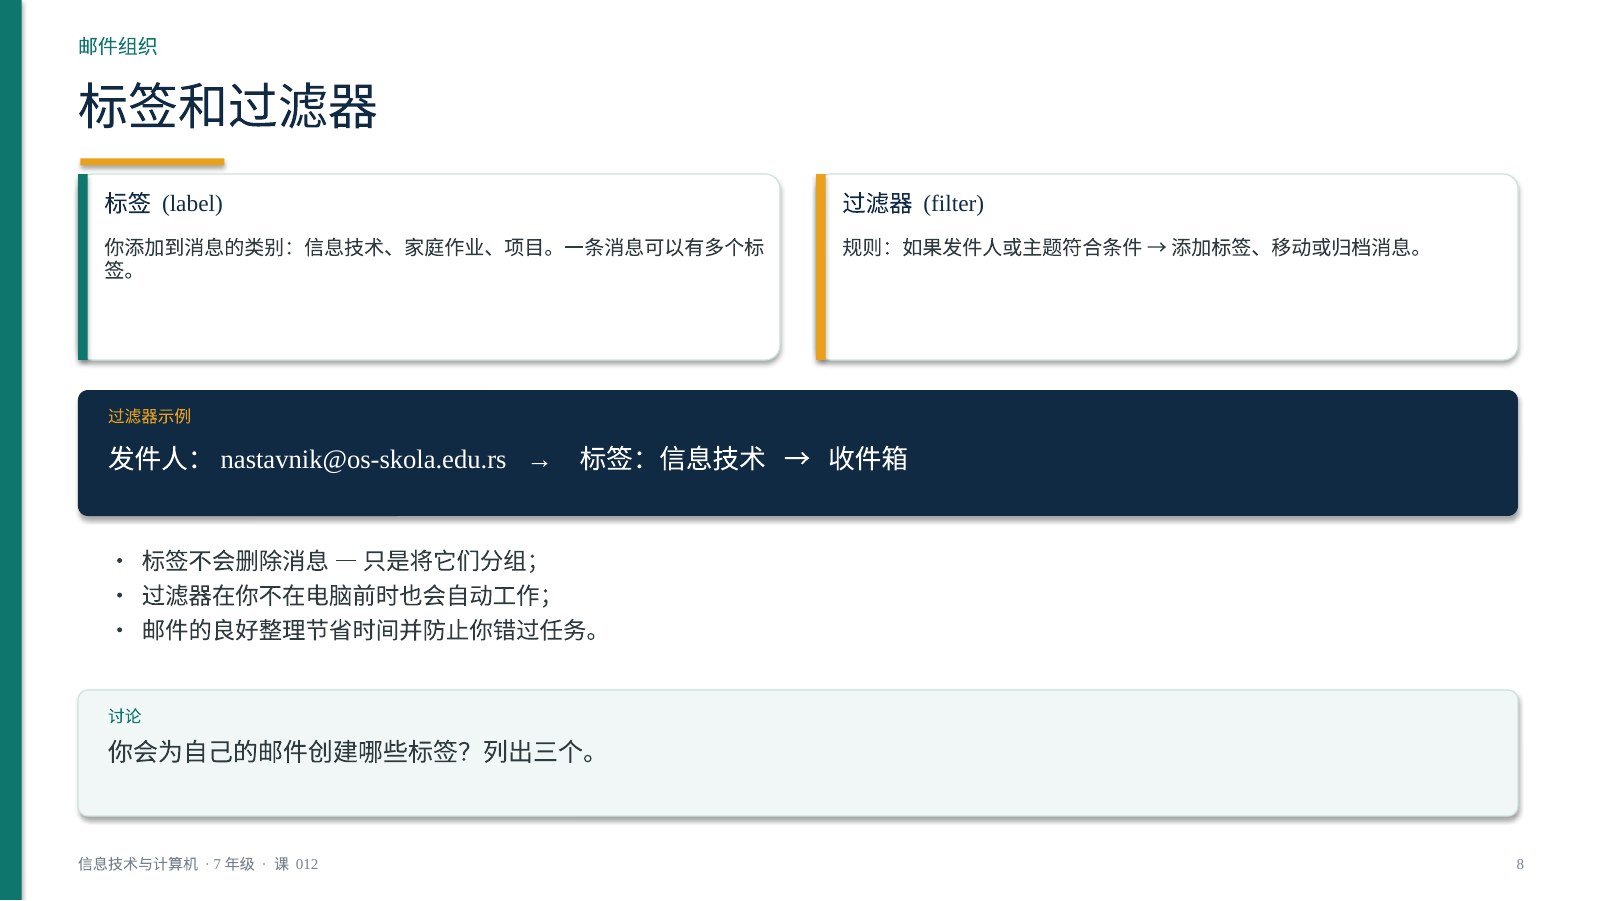 邮件组织
标签和过滤器
标签 (label)
你添加到消息的类别：信息技术、家庭作业、项目。一条消息可以有多个标
签。
过滤器 (filter)
规则：如果发件人或主题符合条件 → 添加标签、移动或归档消息。
过滤器示例
发件人： nastavnik@os-skola.edu.rs → 标签：信息技术 → 收件箱
• 标签不会删除消息 — 只是将它们分组；
• 过滤器在你不在电脑前时也会自动工作；
• 邮件的良好整理节省时间并防止你错过任务。
讨论
你会为自己的邮件创建哪些标签？列出三个。
信息技术与计算机 · 7 年级 · 课 012
8